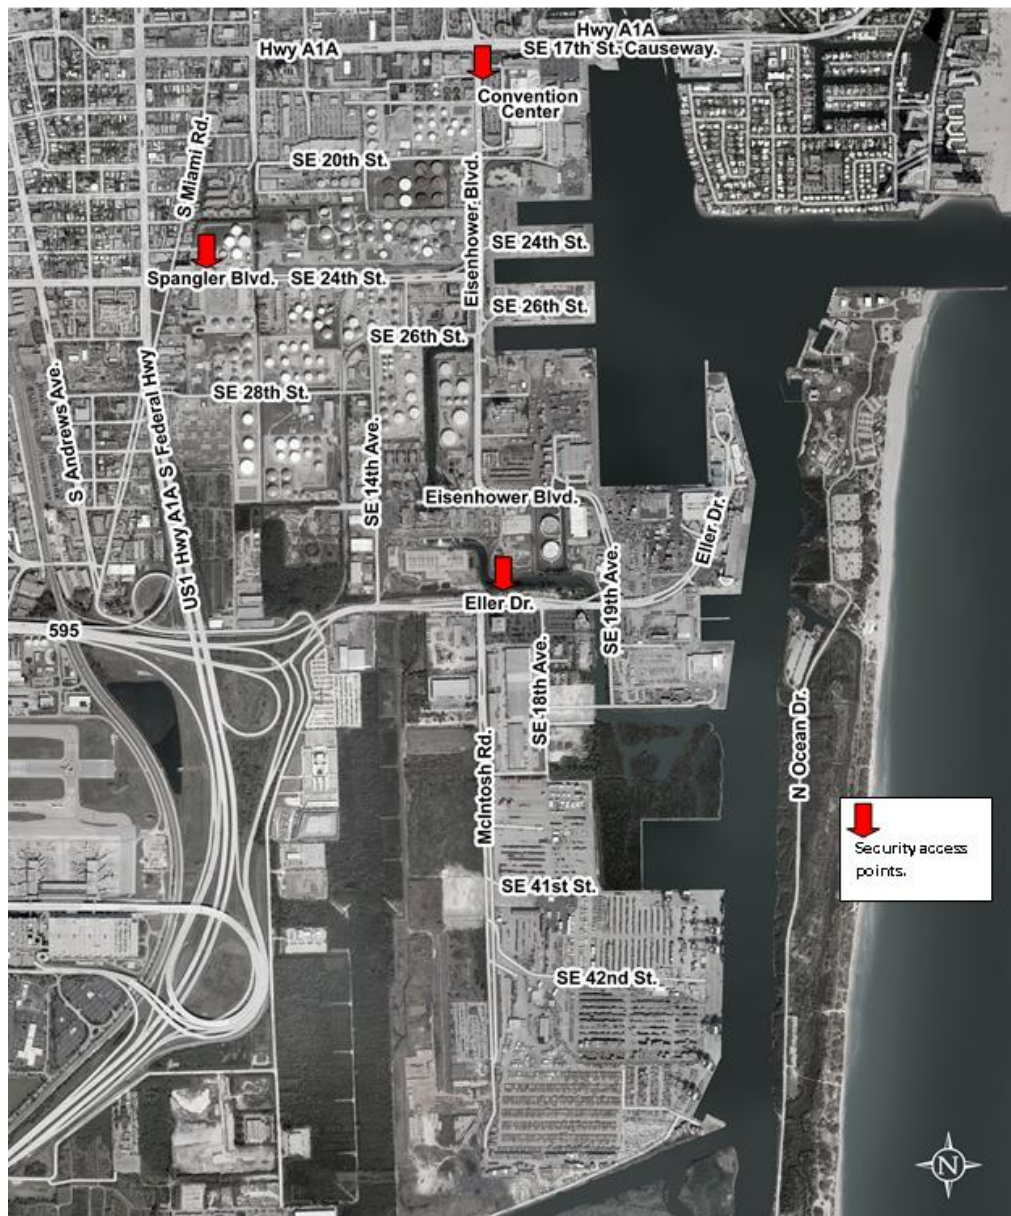 Hwy A1A
Hwy A1A
SE 17th St. Causeway.
Convention
Center
S Miami Rd.
SE 20th St.
Eisenhower Blvd.
SE 24th St.
Spangler Blvd.
SE 24th St.
SE 26th St.
SE 26th St.
S Andrews Ave.
US1 Hwy A1A S Federal Hwy
SE 28th St.
SE 14th Ave.
Eisenhower Blvd.
Eller Dr.
SE 19th Ave.
Eller Dr.
595
SE 18th Ave.
McIntosh Rd.
N Ocean Dr.
Security access
points.
SE 41st St.
SE 42nd St.
N